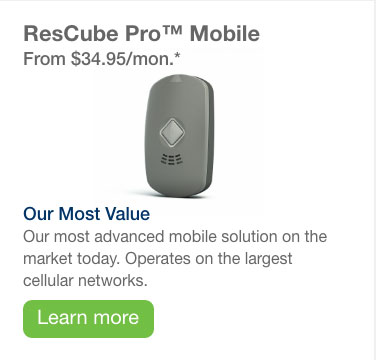 ResCube Pro™ Mobile
From $34.95/mon.*
Our Most Value
Our most advanced mobile solution on the
market today. Operates on the largest
cellular networks.
Learn more